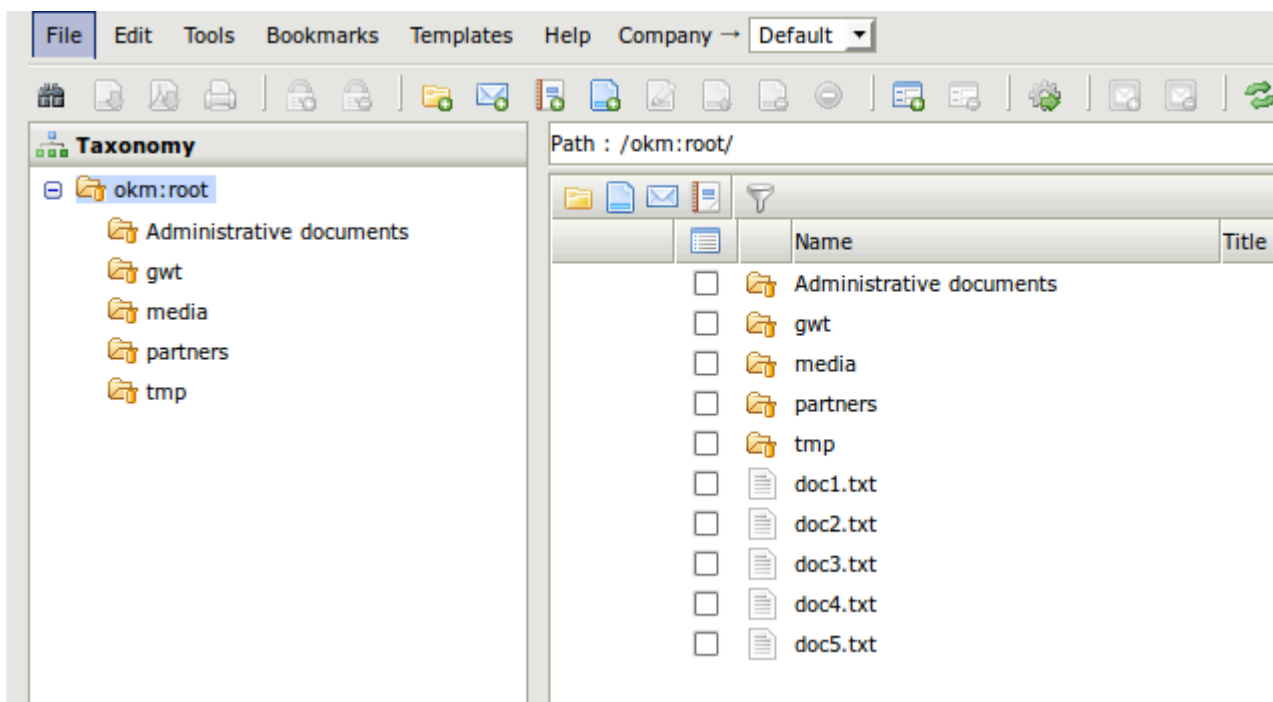 File Edit Tools Bookmarks Templates Help Company → Default
Taxonomy
okm:root
Administrative documents
gwt
media
partners
tmp
Path : /okm:root/
Name Title
Administrative documents
gwt
media
partners
tmp
doc1.txt
doc2.txt
doc3.txt
doc4.txt
doc5.txt